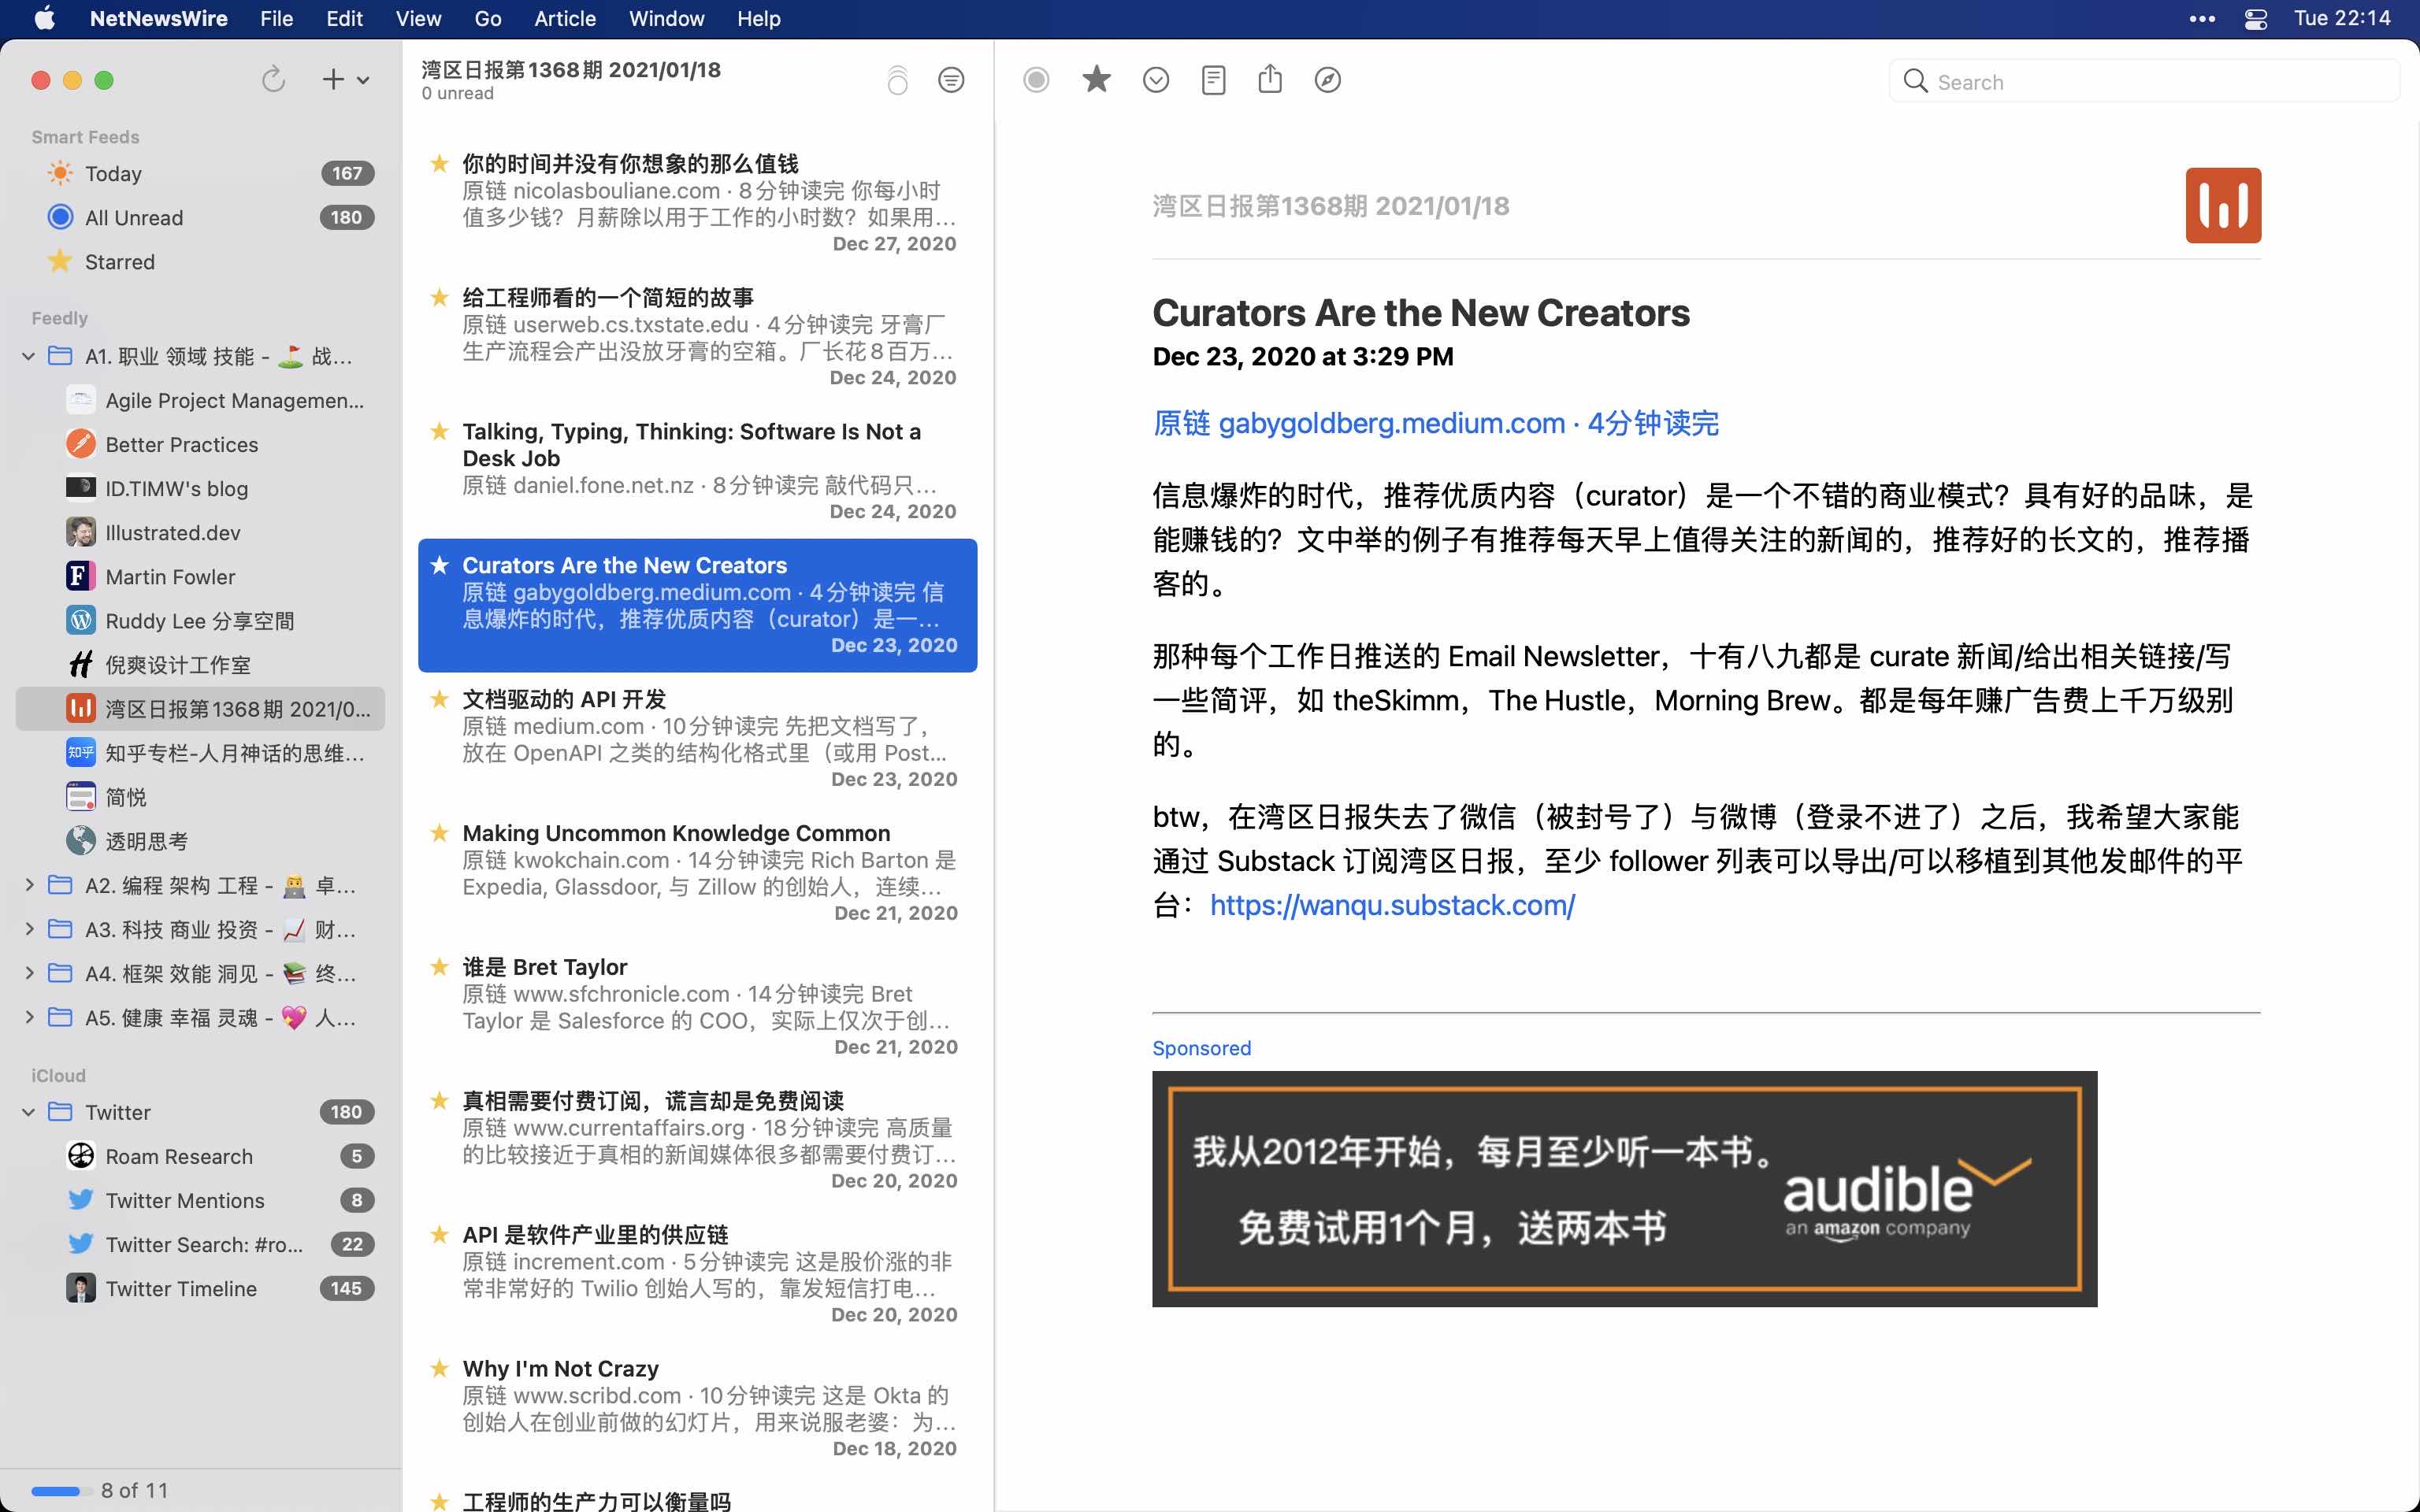 NetNewsWire File Edit View Go Article Window Help ••• Tue 22:14
湾区日报第1368期 2021/01/18
0 unread
Search
Smart Feeds
Today 167
All Unread 180
Starred
Feedly
A1. 职业 领域 技能 - ⛳ 战...
Agile Project Managemen...
Better Practices
ID.TIMW's blog
Illustrated.dev
Martin Fowler
Ruddy Lee 分享空間
倪爽设计工作室
湾区日报第1368期 2021/0...
知乎
知乎专栏-人月神话的思维...
简悦
透明思考
A2. 编程 架构 工程 - 👨‍💻 卓...
A3. 科技 商业 投资 - 📈 财...
A4. 框架 效能 洞见 - 📚 终...
A5. 健康 幸福 灵魂 - 💖 人...
iCloud
Twitter 180
Roam Research 5
Twitter Mentions 8
Twitter Search: #ro... 22
Twitter Timeline 145
8 of 11
你的时间并没有你想象的那么值钱
原链 nicolasbouliane.com · 8分钟读完 你每小时
值多少钱？月薪除以用于工作的小时数？如果用...
Dec 27, 2020
给工程师看的一个简短的故事
原链 userweb.cs.txstate.edu · 4分钟读完 牙膏厂
生产流程会产出没放牙膏的空箱。厂长花8百万...
Dec 24, 2020
Talking, Typing, Thinking: Software Is Not a
Desk Job
原链 daniel.fone.net.nz · 8分钟读完 敲代码只...
Dec 24, 2020
Curators Are the New Creators
原链 gabygoldberg.medium.com · 4分钟读完 信
息爆炸的时代，推荐优质内容（curator）是一...
Dec 23, 2020
文档驱动的 API 开发
原链 medium.com · 10分钟读完 先把文档写了，
放在 OpenAPI 之类的结构化格式里（或用 Post...
Dec 23, 2020
Making Uncommon Knowledge Common
原链 kwokchain.com · 14分钟读完 Rich Barton 是
Expedia, Glassdoor, 与 Zillow 的创始人，连续...
Dec 21, 2020
谁是 Bret Taylor
原链 www.sfchronicle.com · 14分钟读完 Bret
Taylor 是 Salesforce 的 COO，实际上仅次于创...
Dec 21, 2020
真相需要付费订阅，谎言却是免费阅读
原链 www.currentaffairs.org · 18分钟读完 高质量
的比较接近于真相的新闻媒体很多都需要付费订...
Dec 20, 2020
API 是软件产业里的供应链
原链 increment.com · 5分钟读完 这是股价涨的非
常非常好的 Twilio 创始人写的，靠发短信打电...
Dec 20, 2020
Why I'm Not Crazy
原链 www.scribd.com · 10分钟读完 这是 Okta 的
创始人在创业前做的幻灯片，用来说服老婆：为...
Dec 18, 2020
工程师的生产力可以衡量吗
湾区日报第1368期 2021/01/18
Curators Are the New Creators
Dec 23, 2020 at 3:29 PM
原链 gabygoldberg.medium.com · 4分钟读完
信息爆炸的时代，推荐优质内容（curator）是一个不错的商业模式？具有好的品味，是
能赚钱的？文中举的例子有推荐每天早上值得关注的新闻的，推荐好的长文的，推荐播
客的。
那种每个工作日推送的 Email Newsletter，十有八九都是 curate 新闻/给出相关链接/写
一些简评，如 theSkimm，The Hustle，Morning Brew。都是每年赚广告费上千万级别
的。
btw，在湾区日报失去了微信（被封号了）与微博（登录不进了）之后，我希望大家能
通过 Substack 订阅湾区日报，至少 follower 列表可以导出/可以移植到其他发邮件的平
台：https://wanqu.substack.com/
Sponsored
我从2012年开始，每月至少听一本书。
免费试用1个月，送两本书
audible
an amazon company